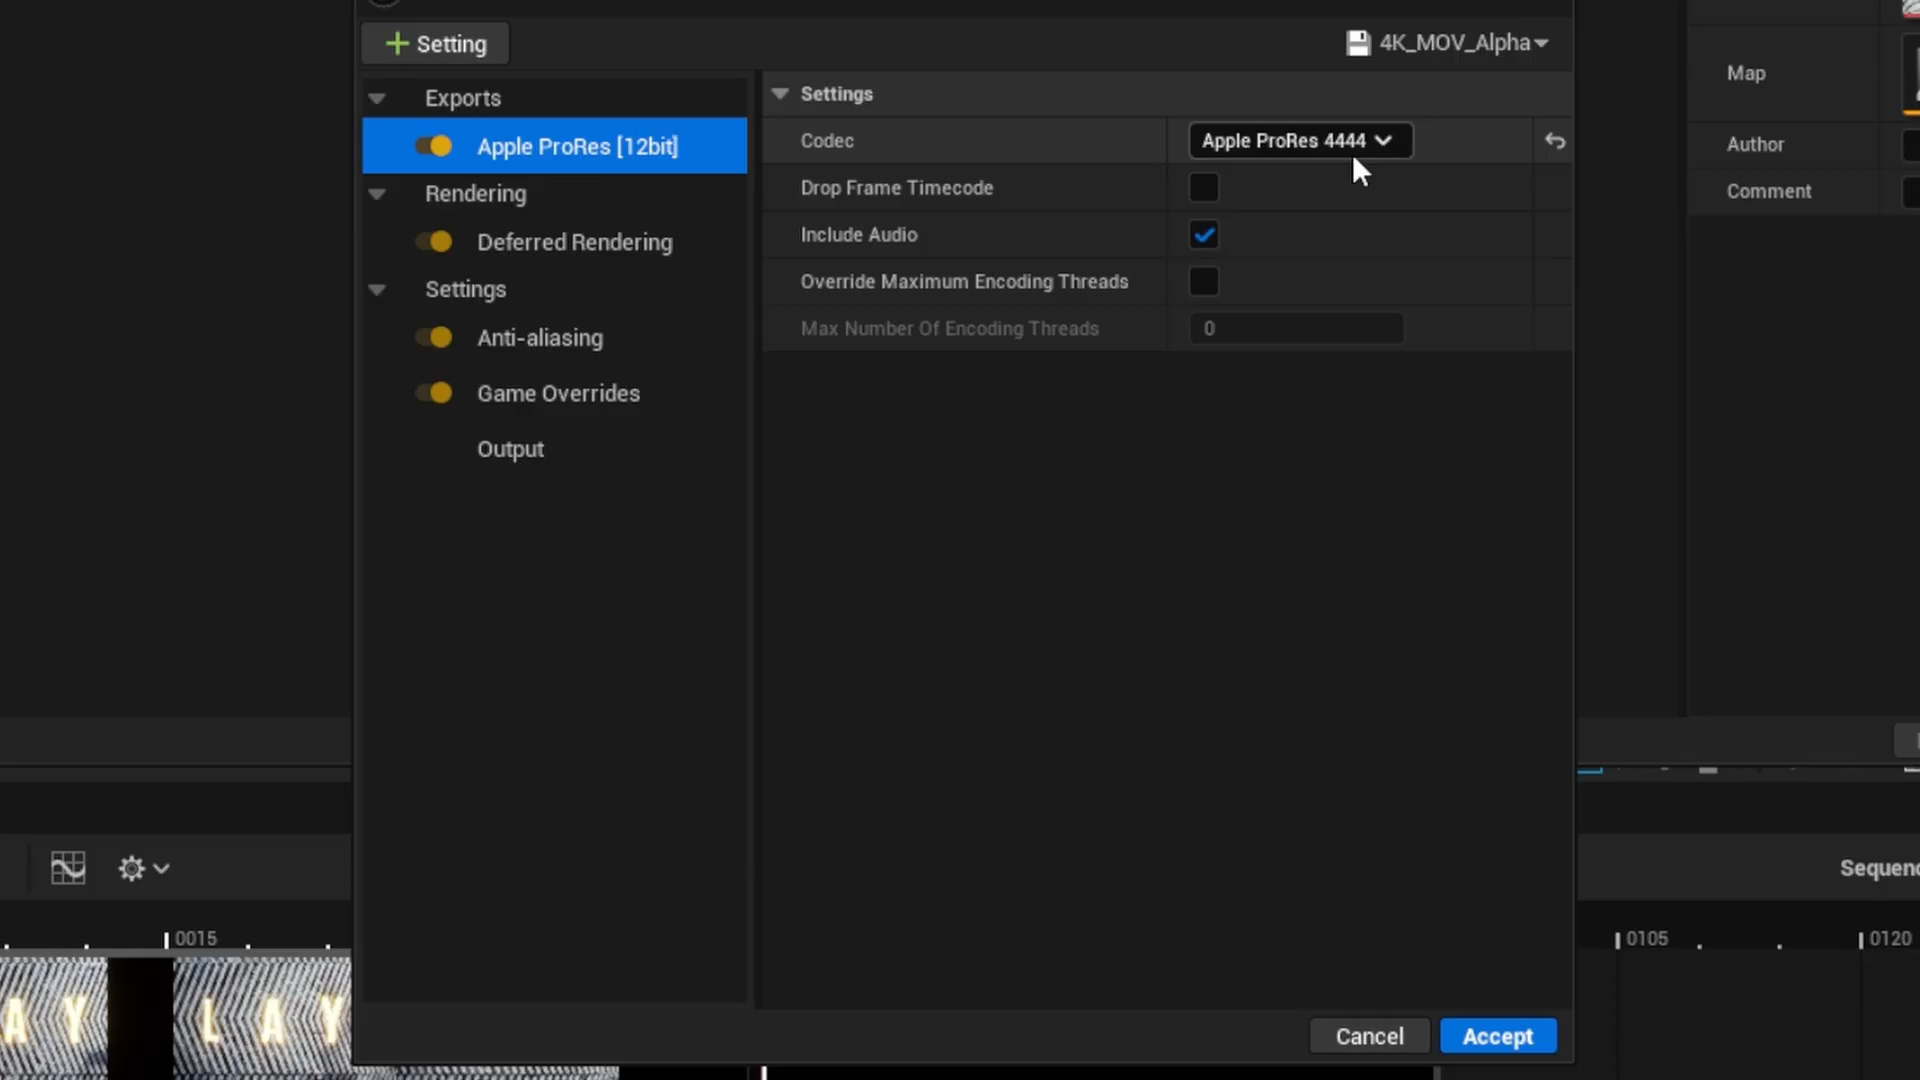 Setting
4K_MOV_Alpha
Exports
Apple ProRes [12bit]
Rendering
Deferred Rendering
Settings
Anti-aliasing
Game Overrides
Output
Settings
Codec
Apple ProRes 4444
Drop Frame Timecode
Include Audio
Override Maximum Encoding Threads
Max Number Of Encoding Threads
0
Map
Author
Comment
Cancel
Accept
Sequenc
0015
0105
0120
A Y
L A Y